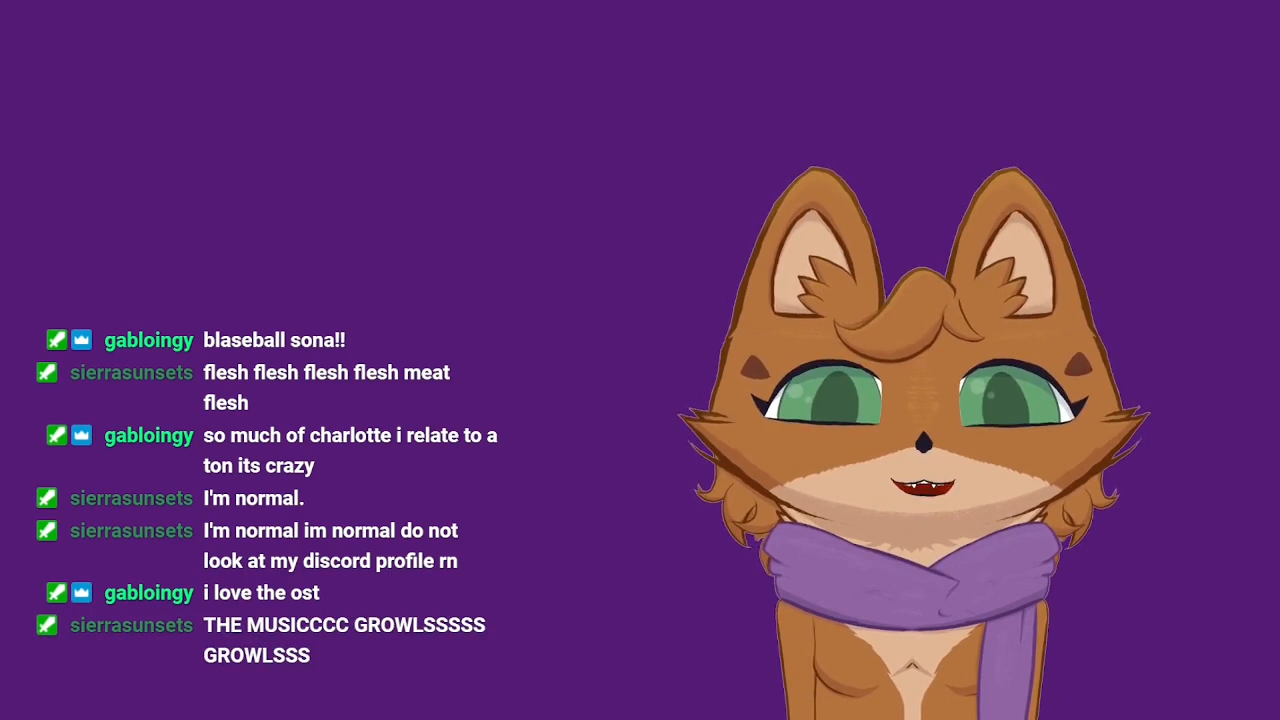 gabloingy blaseball sona!!
sierrasunsets flesh flesh flesh flesh meat
flesh
gabloingy so much of charlotte i relate to a
ton its crazy
sierrasunsets I'm normal.
sierrasunsets I'm normal im normal do not
look at my discord profile rn
gabloingy i love the ost
sierrasunsets THE MUSICCCC GROWLSSSSS
GROWLSSS